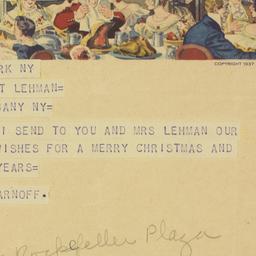 COPYRIGHT 1937
RK NY
T LEHMAN=
BANY NY=
I SEND TO YOU AND MRS LEHMAN OUR
WISHES FOR A MERRY CHRISTMAS AND
YEARS=
ARNOFF.
Rockefeller Plaza